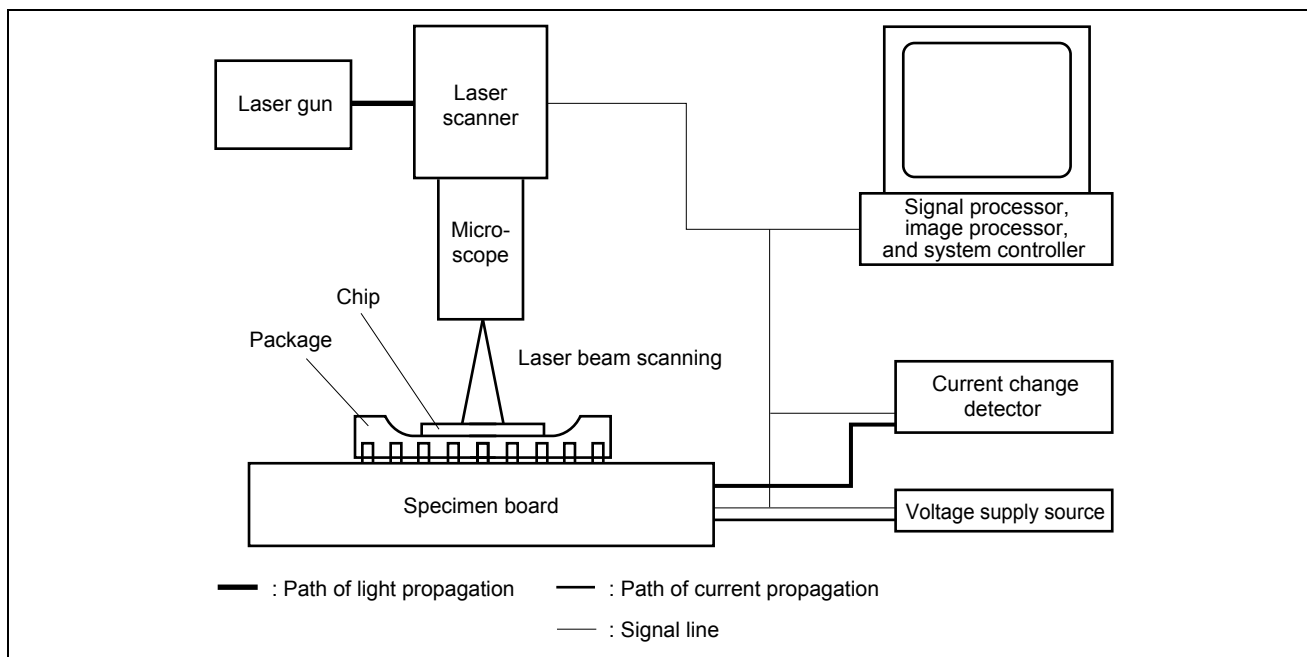 Laser gun
Laser
scanner
Micro-
scope
Signal processor,
image processor,
and system controller
Chip
Package
Laser beam scanning
Current change
detector
Specimen board
Voltage supply source
: Path of light propagation
: Path of current propagation
: Signal line